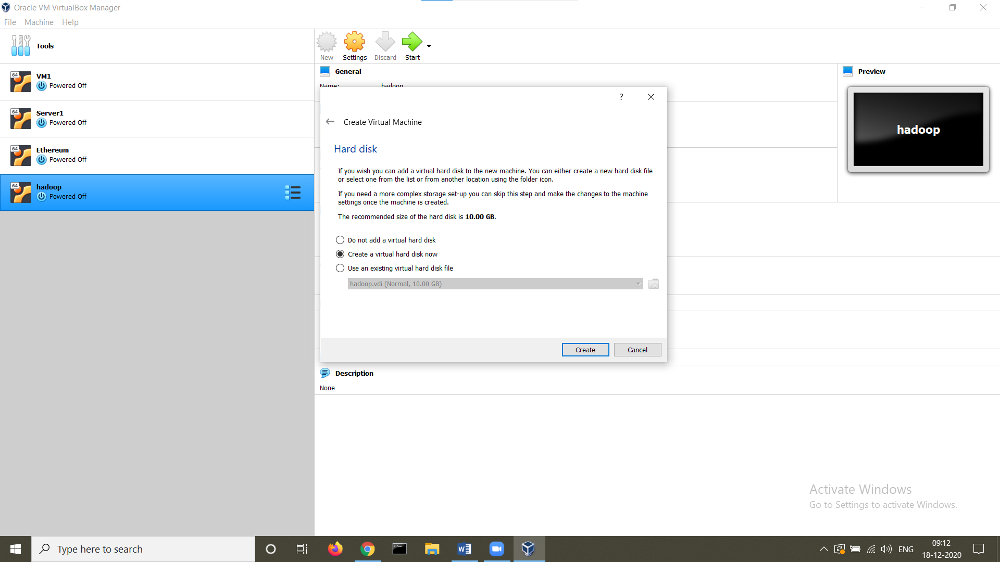 Oracle VM VirtualBox Manager
File Machine Help
Tools
New Settings Discard Start
64 VM1
Powered Off
64 Server1
Powered Off
64 Ethereum
Powered Off
64 hadoop
Powered Off
General
Name: hadoop
Preview
hadoop
?
Create Virtual Machine
Hard disk
If you wish you can add a virtual hard disk to the new machine. You can either create a new hard disk file
or select one from the list or from another location using the folder icon.
If you need a more complex storage set-up you can skip this step and make the changes to the machine
settings once the machine is created.
The recommended size of the hard disk is 10.00 GB.
Do not add a virtual hard disk
Create a virtual hard disk now
Use an existing virtual hard disk file
hadoop.vdi (Normal, 10.00 GB)
Create Cancel
Description
None
Activate Windows
Go to Settings to activate Windows.
Type here to search
W
ENG
09:12
18-12-2020